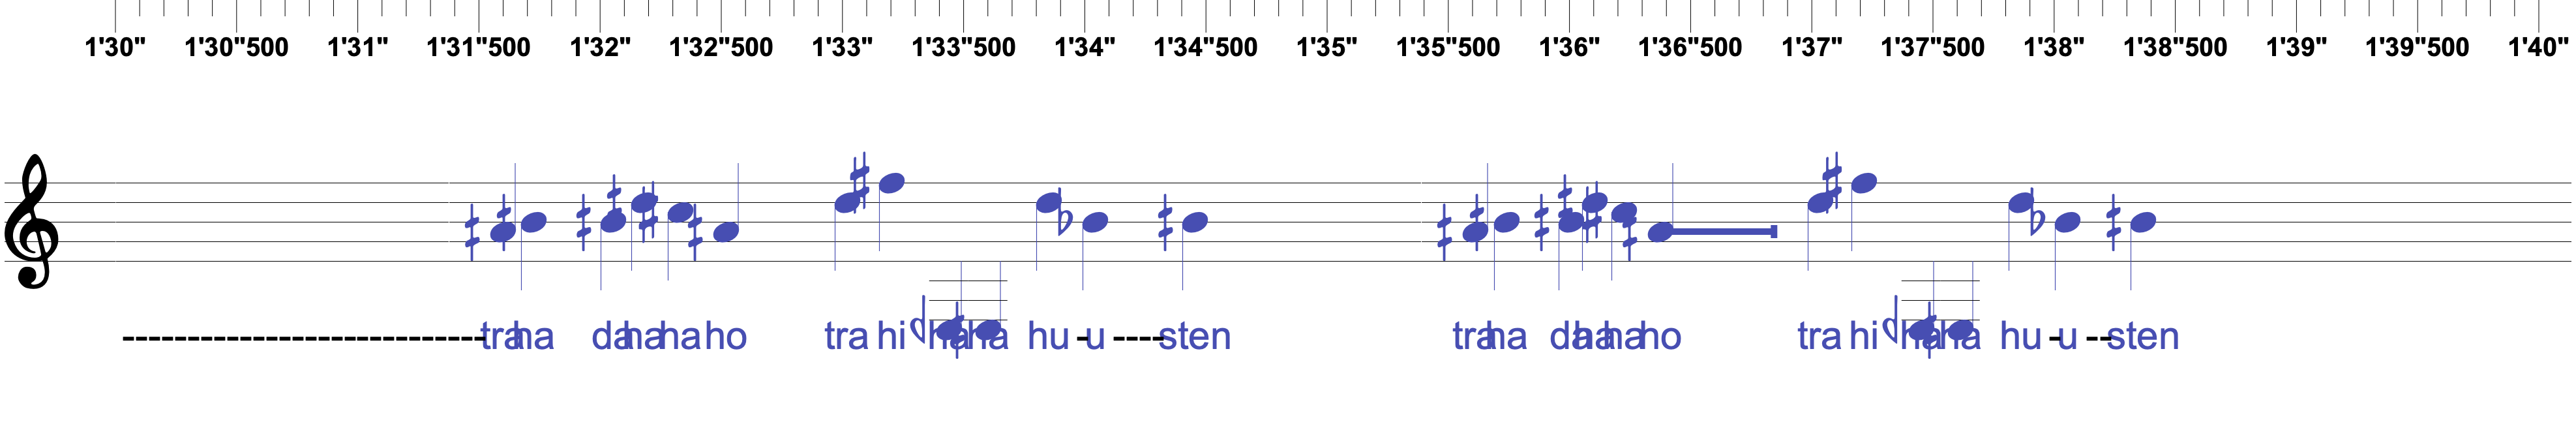 1'30" 1'30"500 1'31" 1'31"500 1'32" 1'32"500 1'33" 1'33"500 1'34" 1'34"500 1'35" 1'35"500 1'36" 1'36"500 1'37" 1'37"500 1'38" 1'38"500 1'39" 1'39"500 1'40"
----------------------------tra ha da ha ha ho tra hi ha ha hu -u ----sten tra ha da ha ha ho tra hi ha ha hu -u --sten